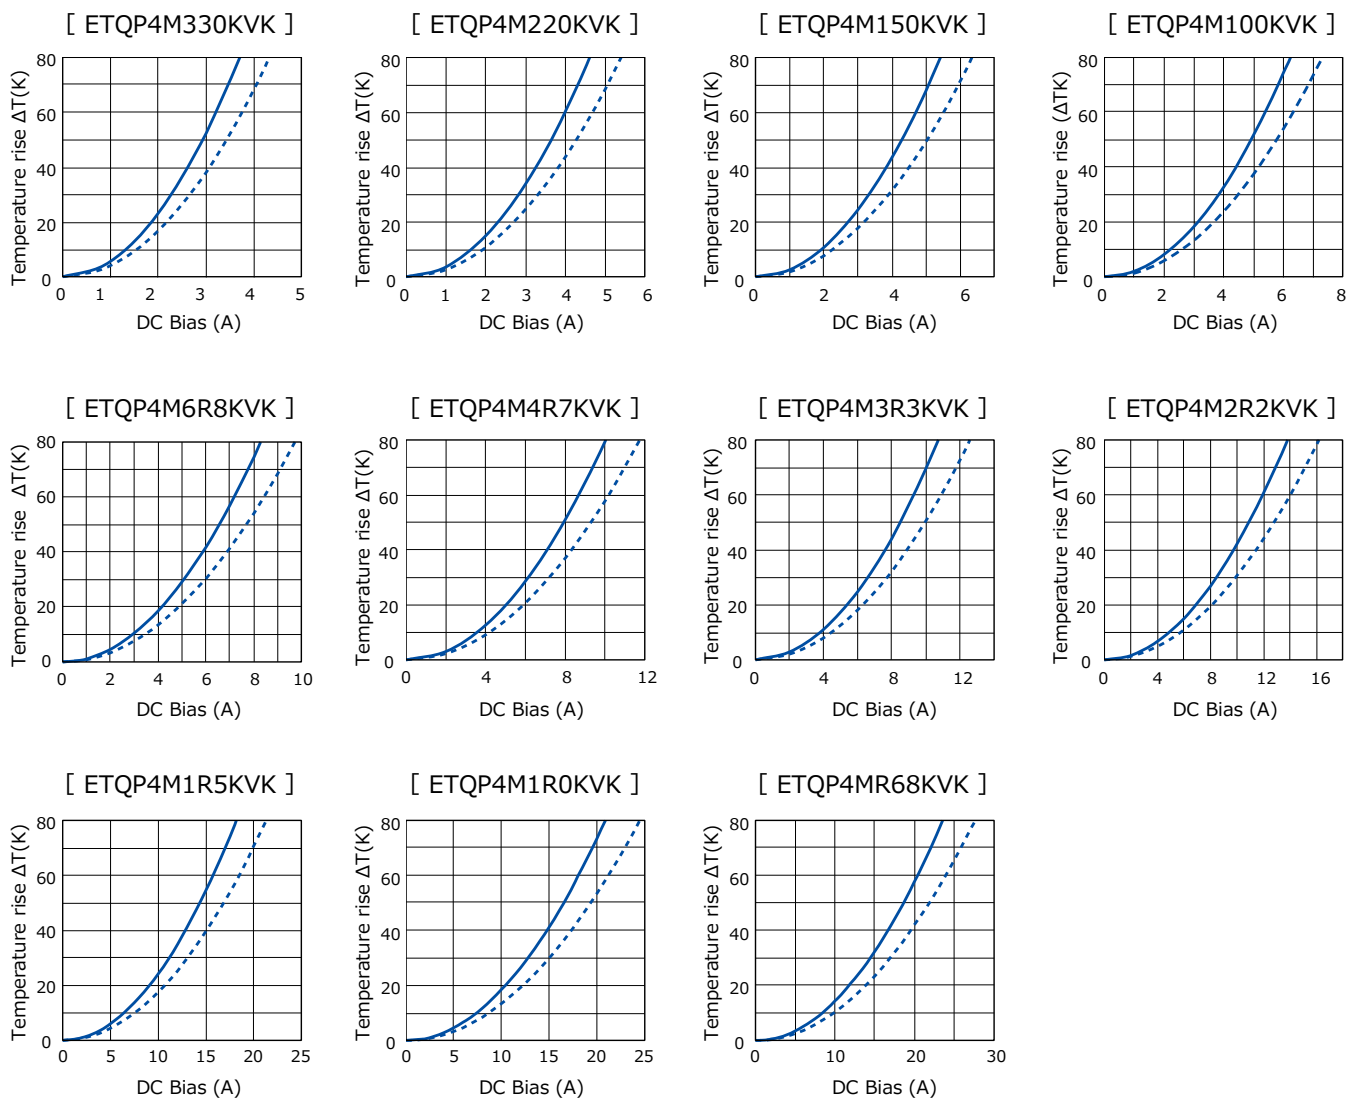 [ ETQP4M330KVK ]
Temperature rise ΔT(K)
80
60
40
20
0
0 1 2 3 4 5
DC Bias (A)
[ ETQP4M220KVK ]
Temperature rise ΔT(K)
80
60
40
20
0
0 1 2 3 4 5 6
DC Bias (A)
[ ETQP4M150KVK ]
Temperature rise ΔT(K)
80
60
40
20
0
0 2 4 6
DC Bias (A)
[ ETQP4M100KVK ]
Temperature rise (ΔTK)
80
60
40
20
0
0 2 4 6 8
DC Bias (A)
[ ETQP4M6R8KVK ]
Temperature rise ΔT(K)
80
60
40
20
0
0 2 4 6 8 10
DC Bias (A)
[ ETQP4M4R7KVK ]
Temperature rise ΔT(K)
80
60
40
20
0
0 4 8 12
DC Bias (A)
[ ETQP4M3R3KVK ]
Temperature rise ΔT(K)
80
60
40
20
0
0 4 8 12
DC Bias (A)
[ ETQP4M2R2KVK ]
Temperature rise ΔT(K)
80
60
40
20
0
0 4 8 12 16
DC Bias (A)
[ ETQP4M1R5KVK ]
Temperature rise ΔT(K)
80
60
40
20
0
0 5 10 15 20 25
DC Bias (A)
[ ETQP4M1R0KVK ]
Temperature rise ΔT(K)
80
60
40
20
0
0 5 10 15 20 25
DC Bias (A)
[ ETQP4MR68KVK ]
Temperature rise ΔT(K)
80
60
40
20
0
0 5 10 15 20 25 30
DC Bias (A)